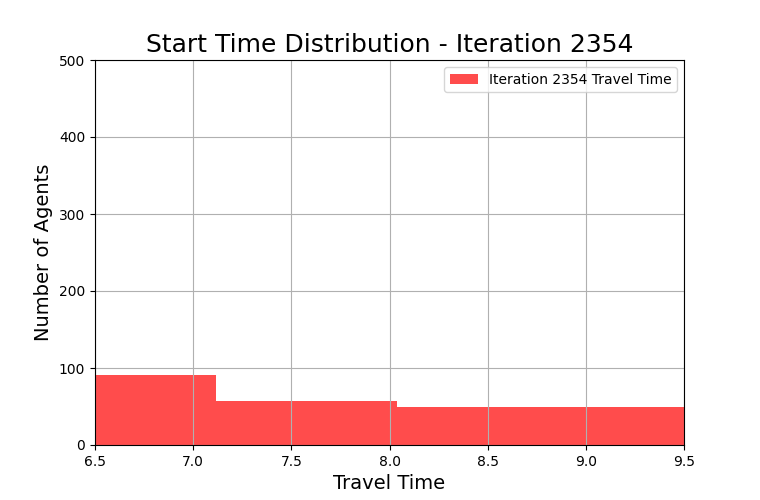 Start Time Distribution - Iteration 2354
Iteration 2354 Travel Time
Number of Agents
500
400
300
200
100
0
6.5 7.0 7.5 8.0 8.5 9.0 9.5
Travel Time